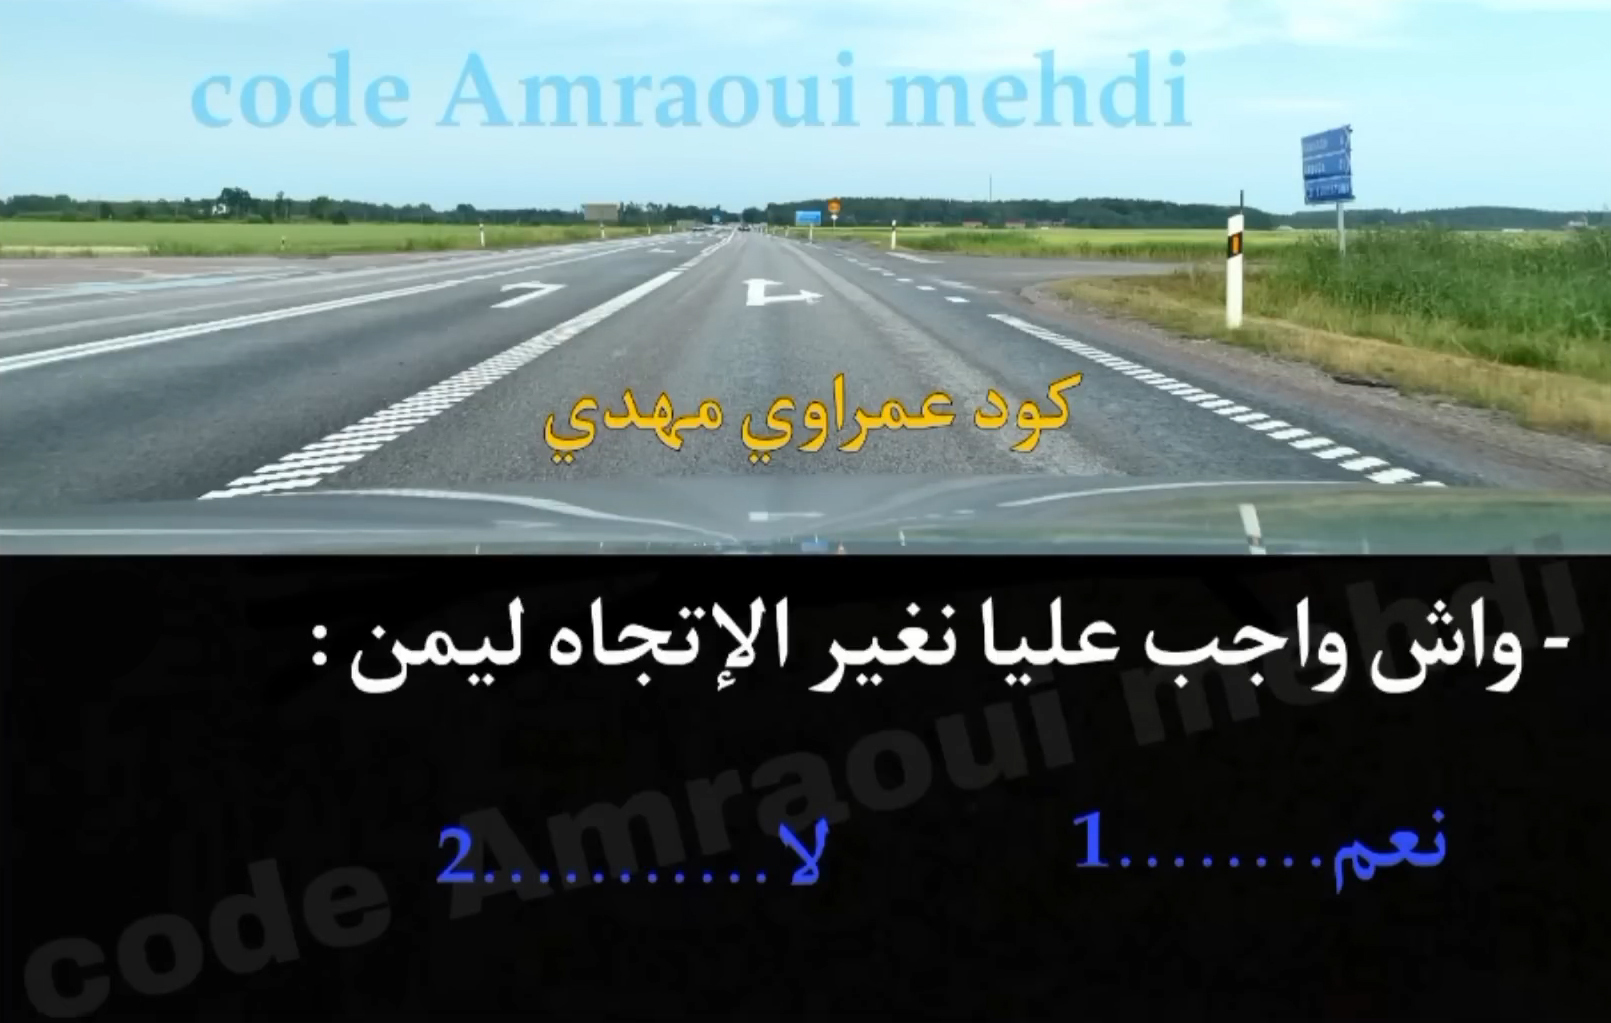 code Amraoui mehdi
كود عمراوي مهدي
- واش واجب عليا نغير الإتجاه ليمن :
نعم........1
لا...........2
code Amraoui mehdi